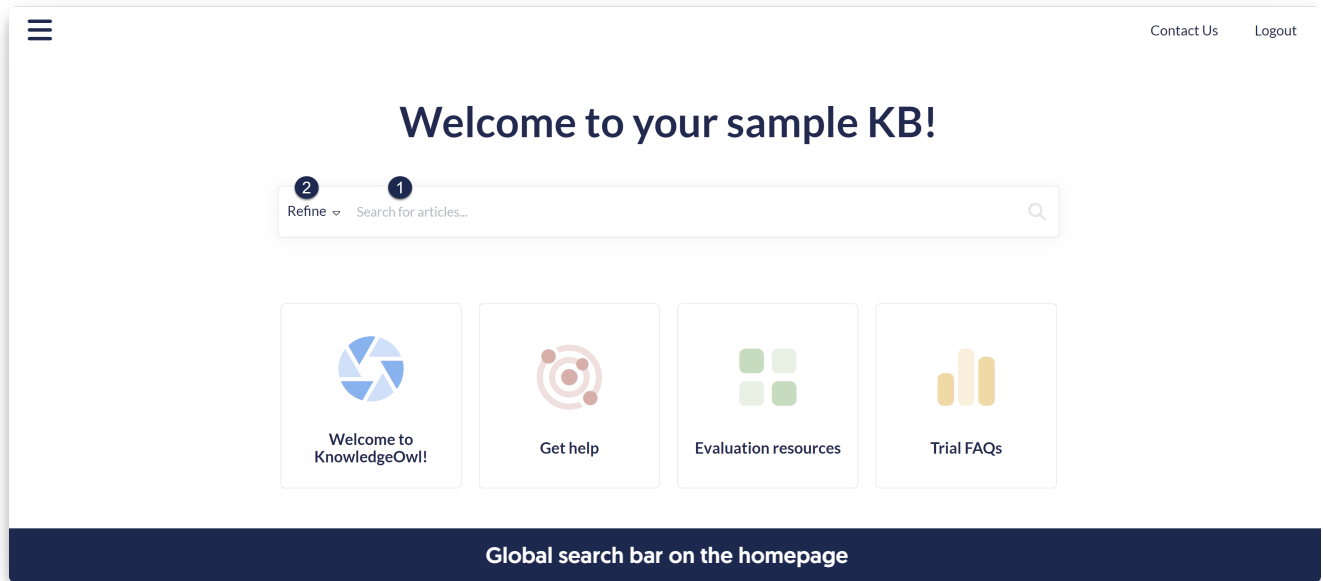 Contact Us
Logout
Welcome to your sample KB!
2
1
Refine
Search for articles...
Welcome to
KnowledgeOwl!
Get help
Evaluation resources
Trial FAQs
Global search bar on the homepage